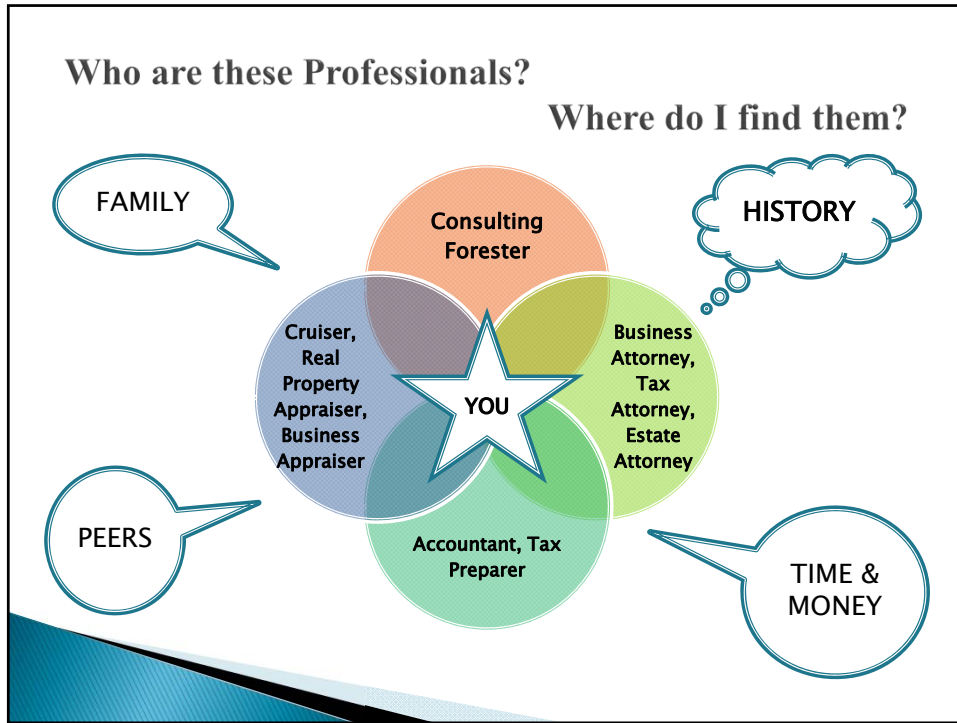 Who are these Professionals?
Where do I find them?
FAMILY
HISTORY
Consulting
Forester
Cruiser,
Real
Property
Appraiser,
Business
Appraiser
YOU
Business
Attorney,
Tax
Attorney,
Estate
Attorney
PEERS
Accountant, Tax
Preparer
TIME &
MONEY